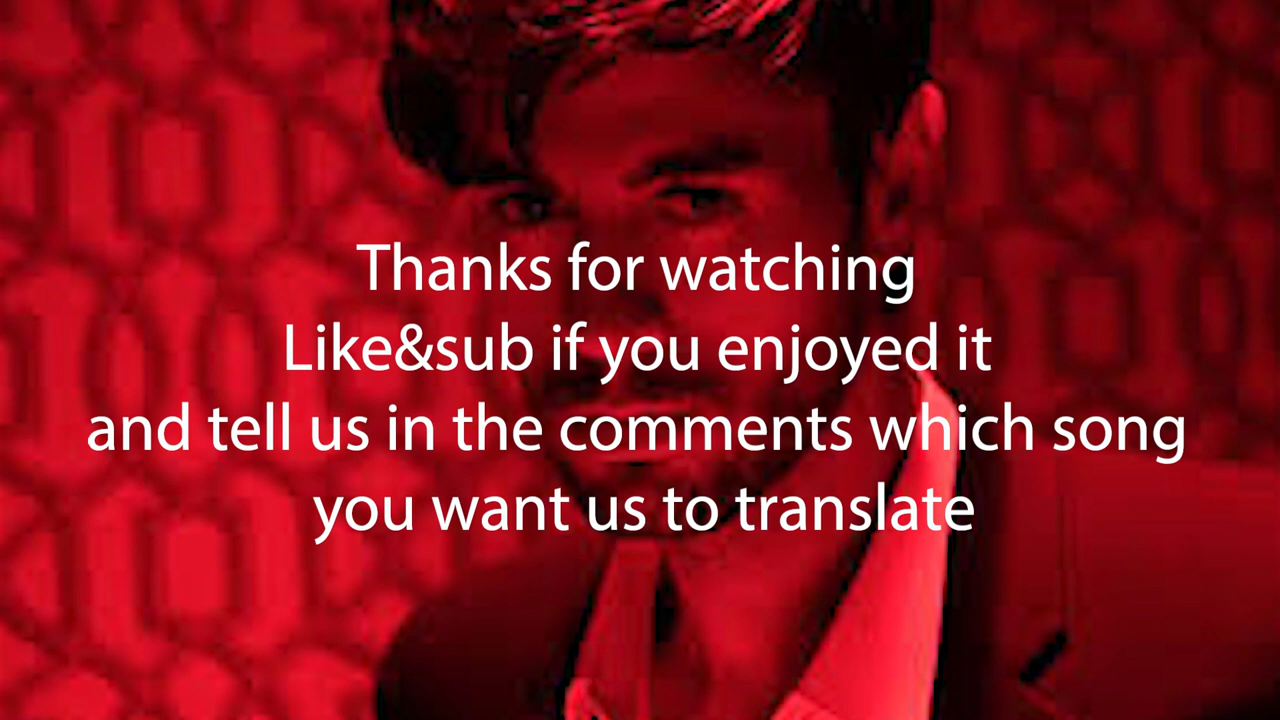 Thanks for watching
Like&sub if you enjoyed it
and tell us in the comments which song
you want us to translate